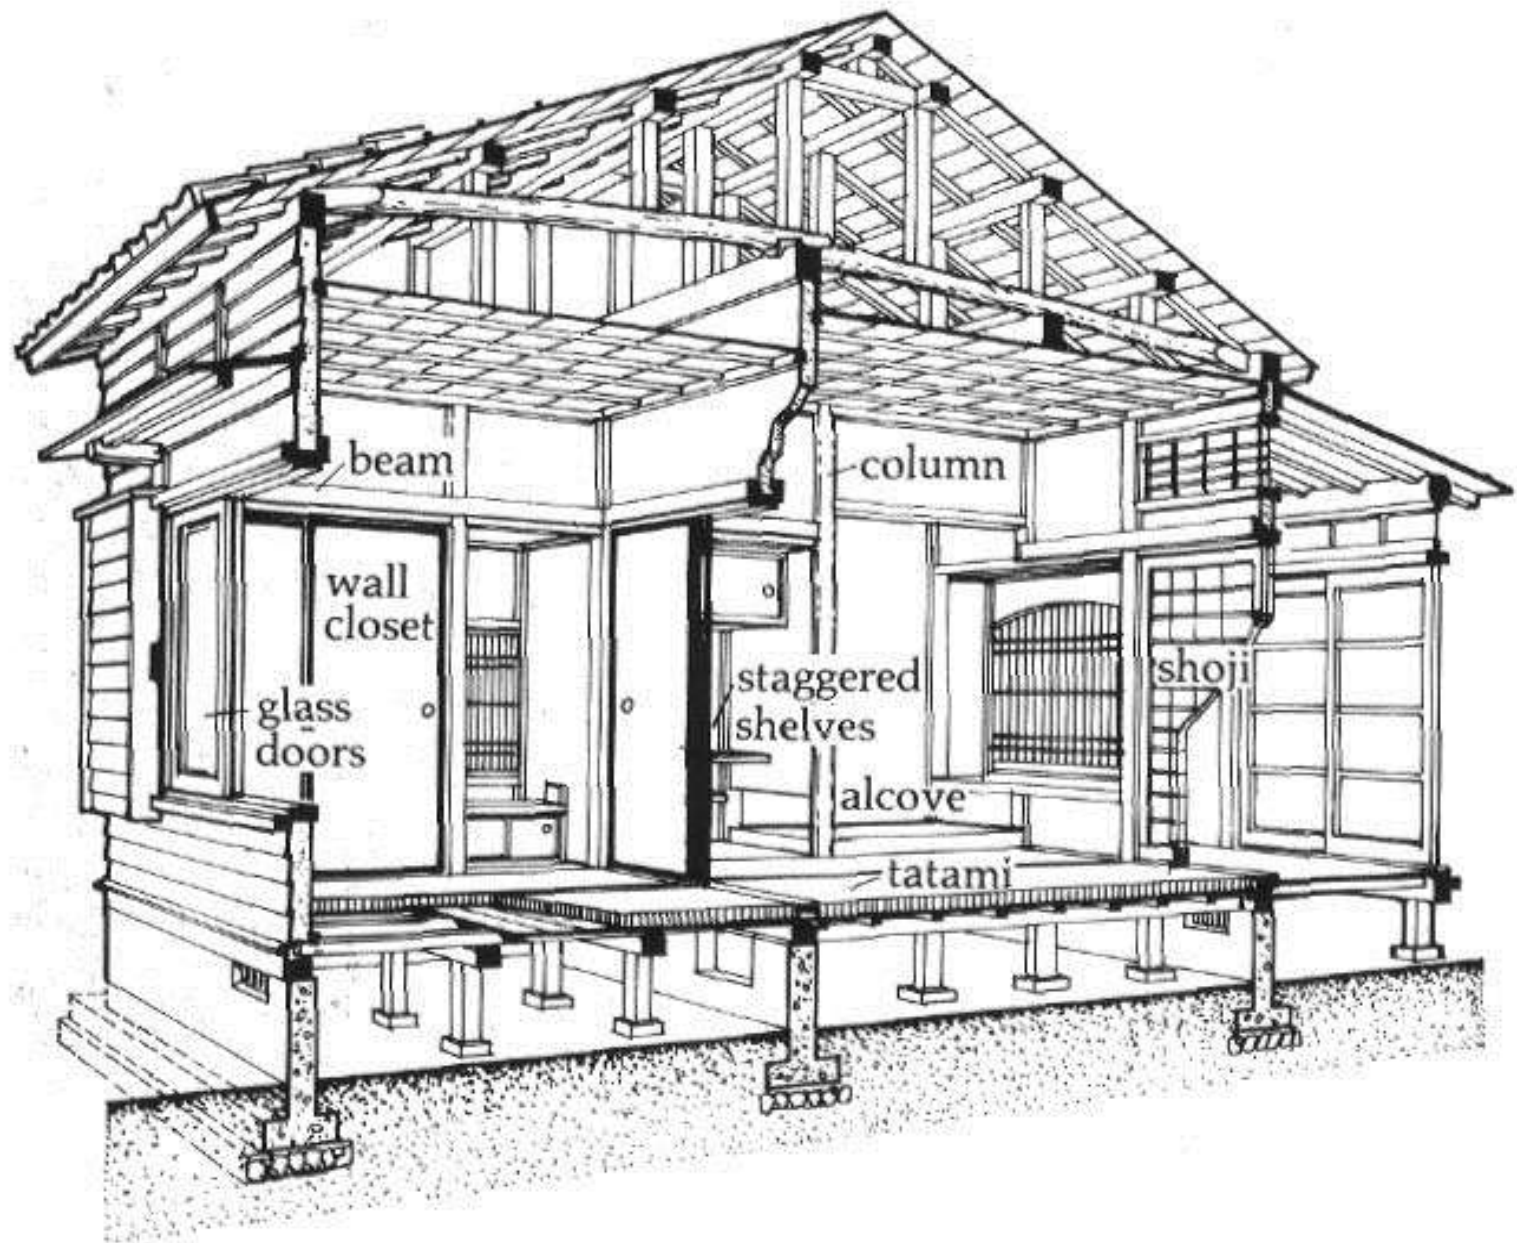 beam
column
wall
closet
staggered
shelves
shoji
glass
doors
alcove
tatami